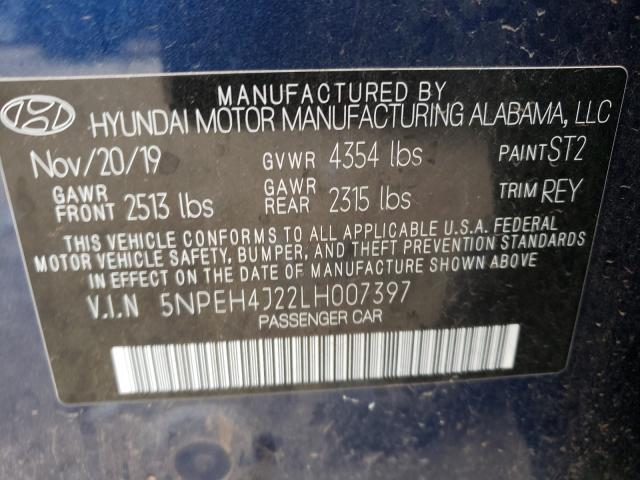 MANUFACTURED BY
HYUNDAI MOTOR MANUFACTURING ALABAMA, LLC
Nov/20/19 GVWR 4354 lbs PAINT ST2
GAWR FRONT 2513 lbs GAWR REAR 2315 lbs TRIM REY
THIS VEHICLE CONFORMS TO ALL APPLICABLE U.S.A. FEDERAL
MOTOR VEHICLE SAFETY, BUMPER, AND THEFT PREVENTION STANDARDS
IN EFFECT ON THE DATE OF MANUFACTURE SHOWN ABOVE.
V.I.N 5NPEH4J22LH007397
PASSENGER CAR